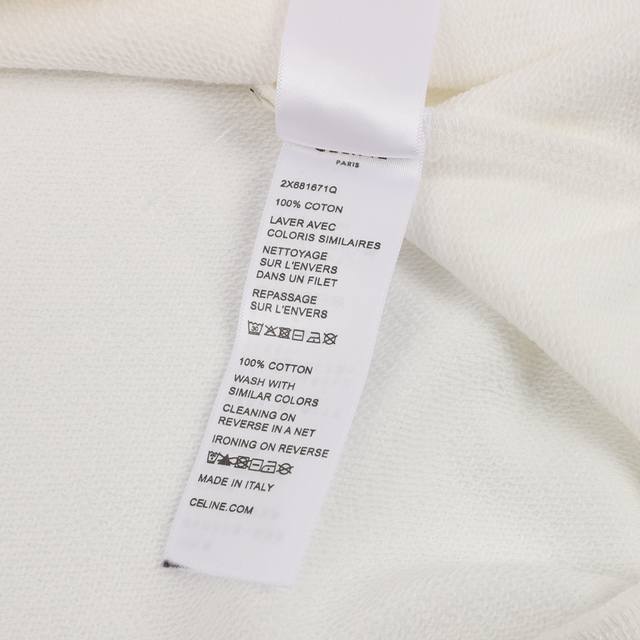 CELINE
PARIS
2X681671Q
100% COTON
LAVER AVEC
COLORIS SIMILAIRES
NETTOYAGE
SUR L'ENVERS
DANS UN FILET
REPASSAGE
SUR L'ENVERS
100% COTTON
WASH WITH
SIMILAR COLORS
CLEANING ON
REVERSE IN A NET
IRONING ON REVERSE
MADE IN ITALY
CELINE.COM